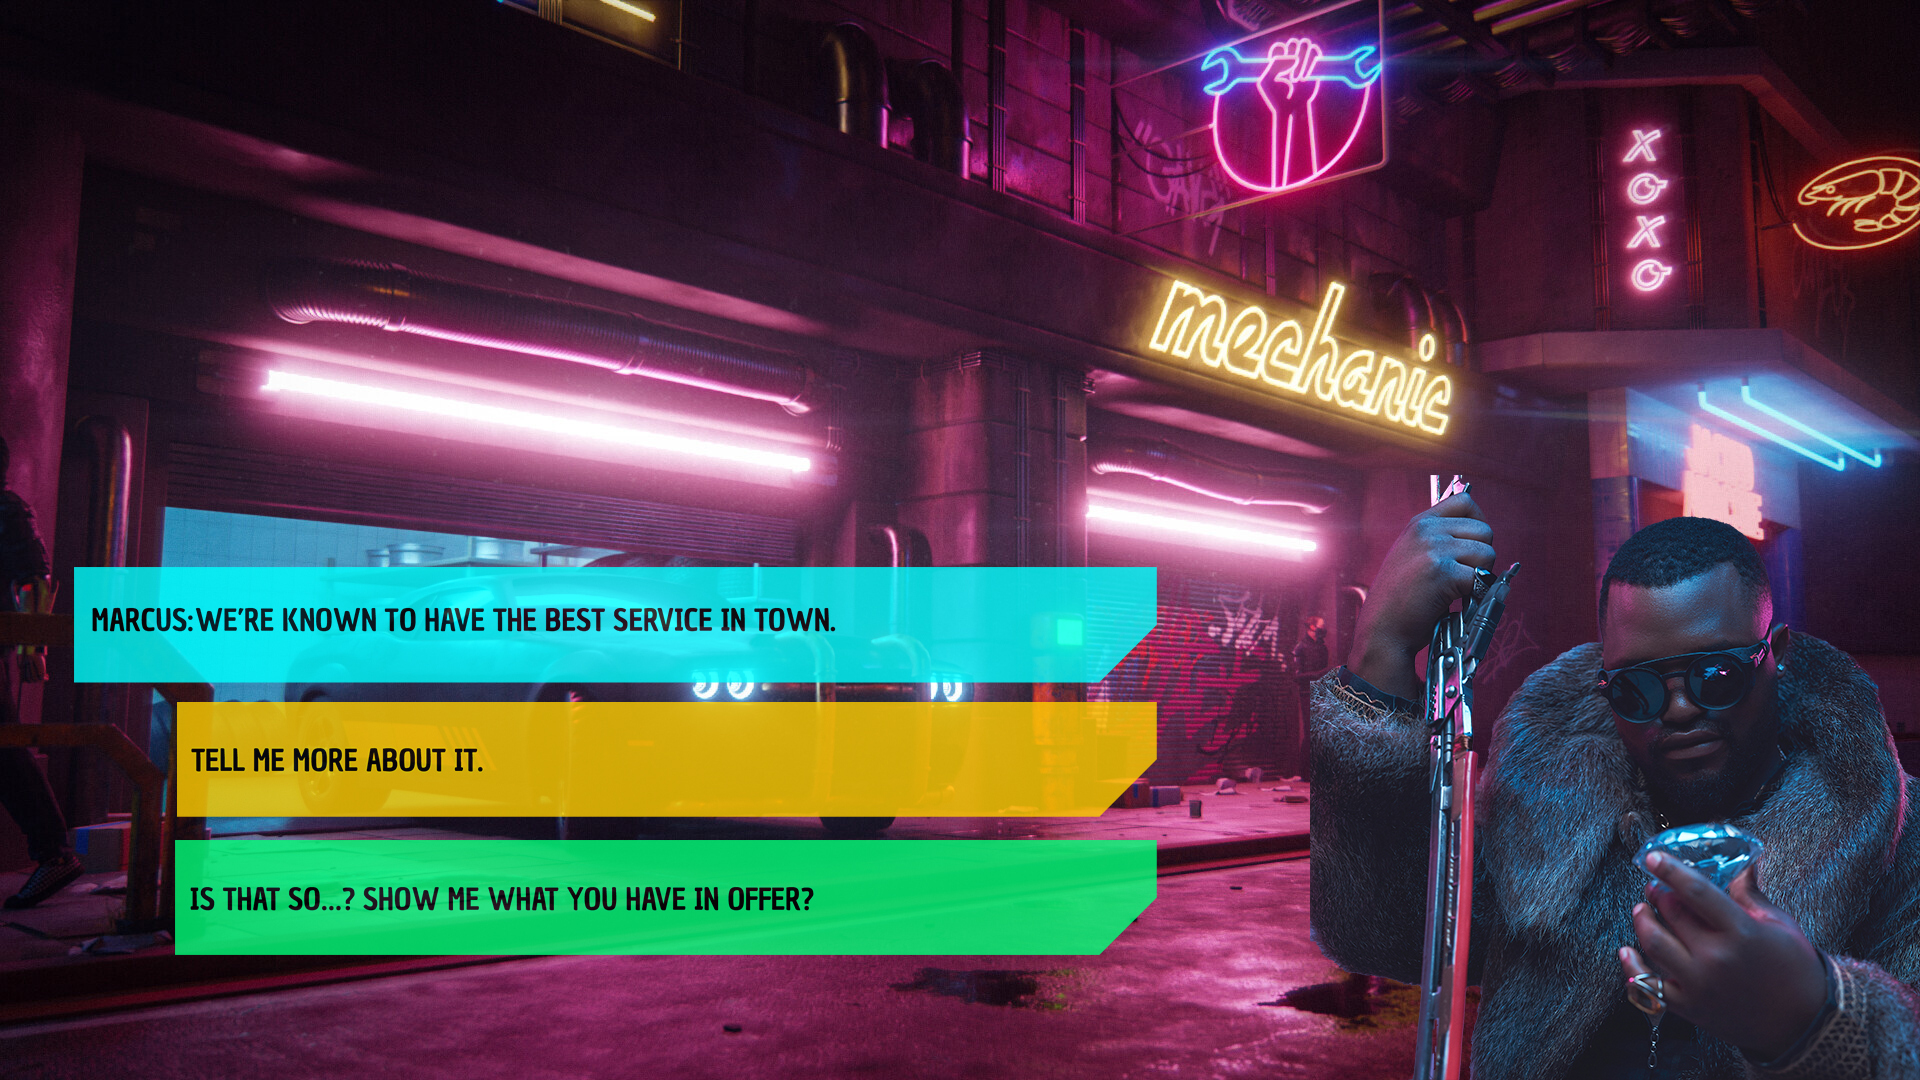 XOXO
mechanic
MARCUS:WE'RE KNOWN TO HAVE THE BEST SERVICE IN TOWN.
TELL ME MORE ABOUT IT.
IS THAT SO...? SHOW ME WHAT YOU HAVE IN OFFER?